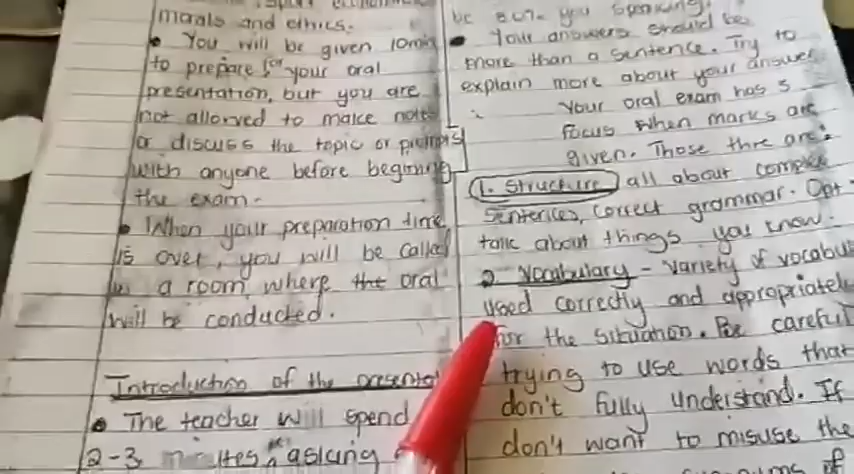 morals and ethics.
• You will be given 10min
to prepare for your oral
presentation, but you are
not allowed to make notes
or discuss the topic or prompts
with anyone before beginning
the exam.
• When your preparation time
is over, you will be called
in a room where the oral
will be conducted.
Introduction of the
• The teacher will spend
2-3 minutes asking
be you speaking.
• Your answers should be
more than a sentence. Try to
explain more about your answer
Your oral exam has 3
focus when marks are
given. Those thre are:
1. Structure all about complex
sentences, correct grammar.
talk about things you know.
2. Vocabulary - variety of vocabu
used correctly and appropriatel
for the situation. Be careful
trying to use words that
don't fully understand. If
don't want to misuse the
of